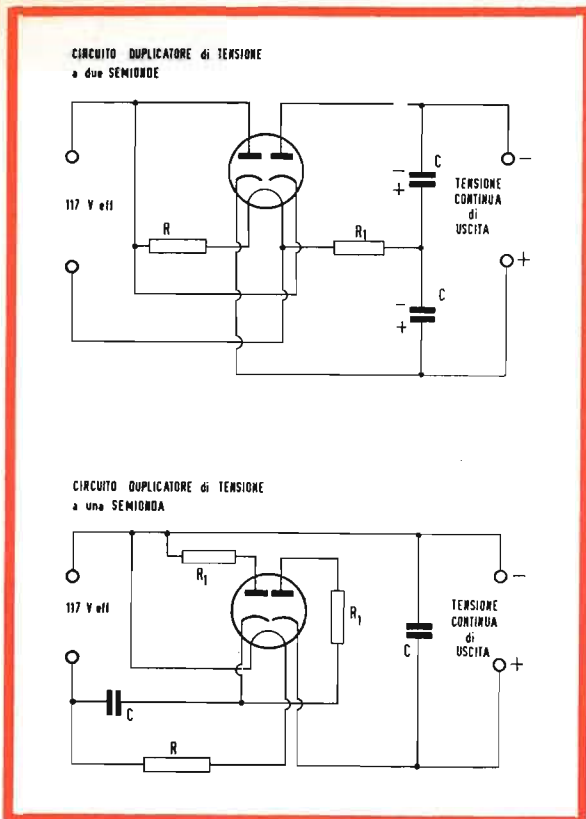 CIRCUITO DUPLICATORE di TENSIONE
a due SEMIONDE
117 V eff
R
R1
C
C
TENSIONE
CONTINUA
di
USCITA
−
+
−
+
−
+
CIRCUITO DUPLICATORE di TENSIONE
a una SEMIONDA
117 V eff
R1
R1
C
R
C
TENSIONE
CONTINUA
di
USCITA
−
+